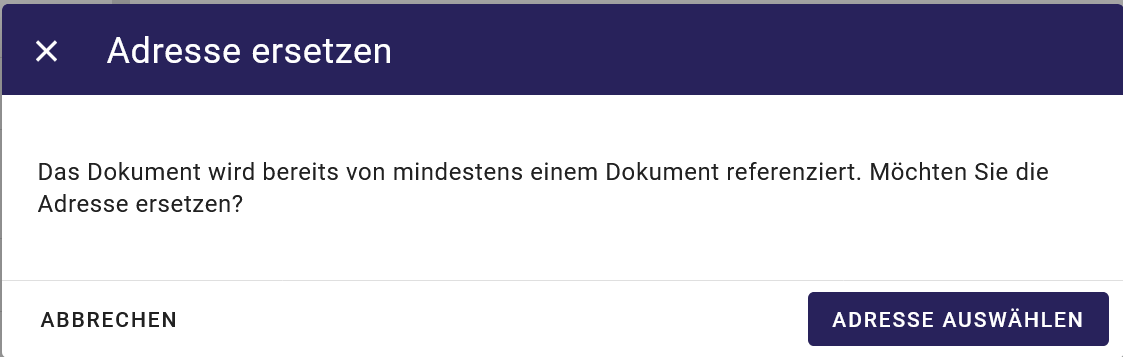 Adresse ersetzen
Das Dokument wird bereits von mindestens einem Dokument referenziert. Möchten Sie die
Adresse ersetzen?
ABBRECHEN
ADRESSE AUSWÄHLEN